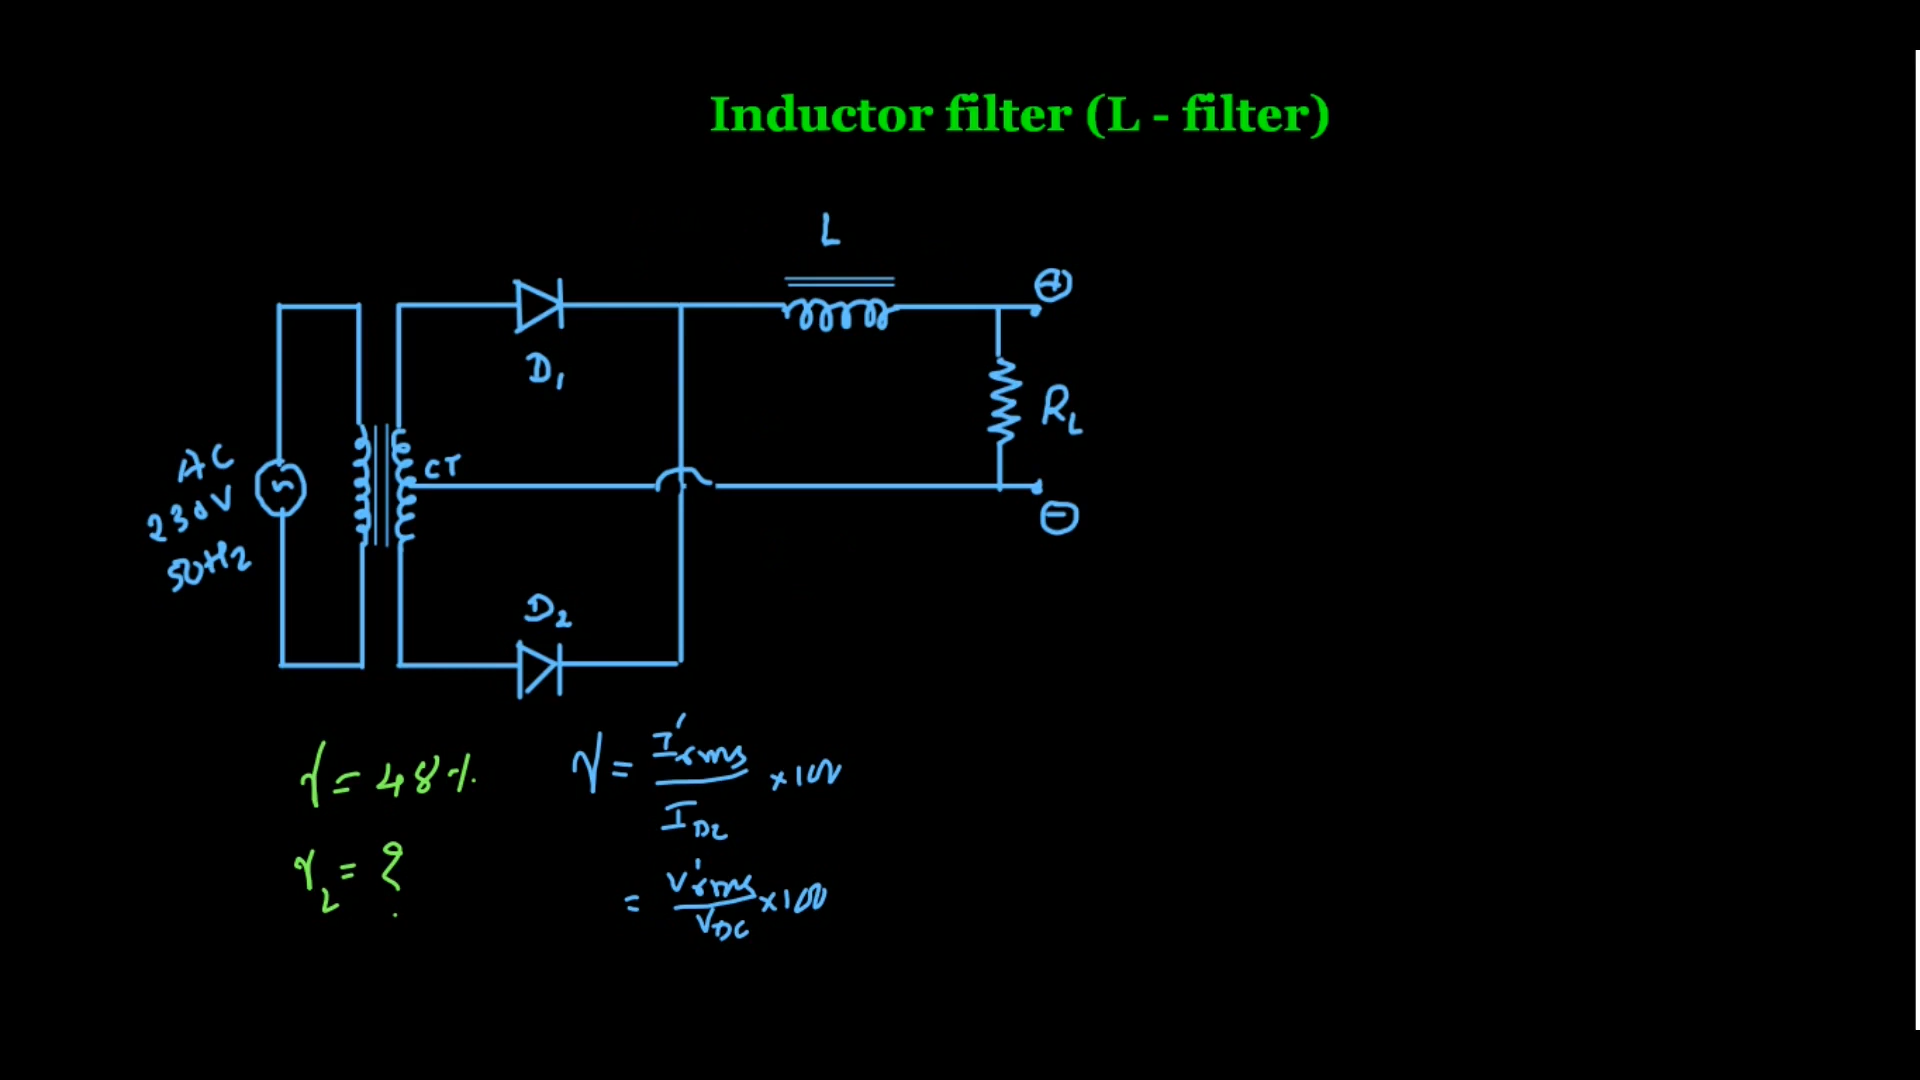 Inductor filter (L - filter)
L
+
D1
RL
AC
230V
50Hz
CT
−
D2
γ = 48%
γ = I'rms / IDC ×100
γL = ?
= V'rms / VDC ×100